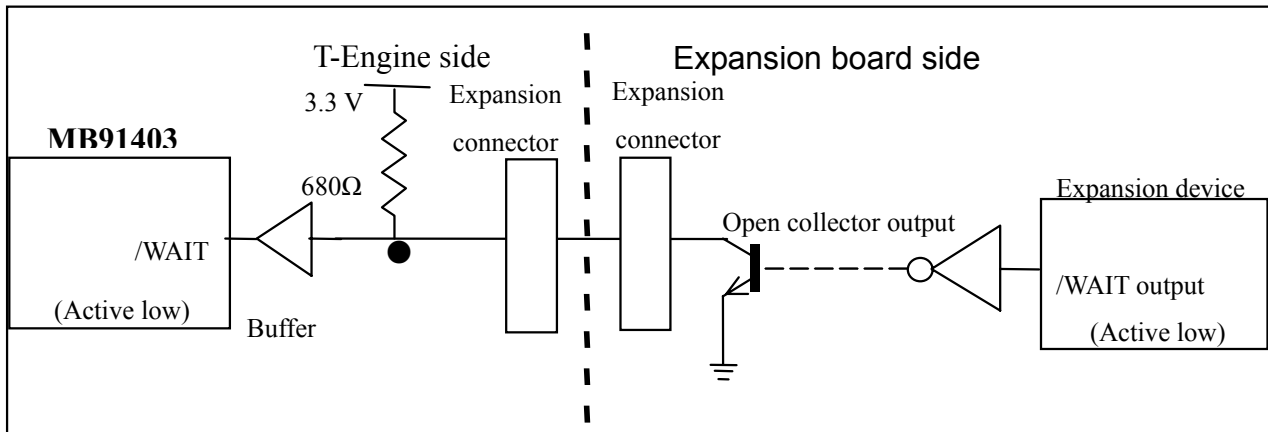 T-Engine side
Expansion board side
3.3 V
Expansion
connector
Expansion
connector
MB91403
680Ω
/WAIT
(Active low)
Buffer
Open collector output
Expansion device
/WAIT output
(Active low)